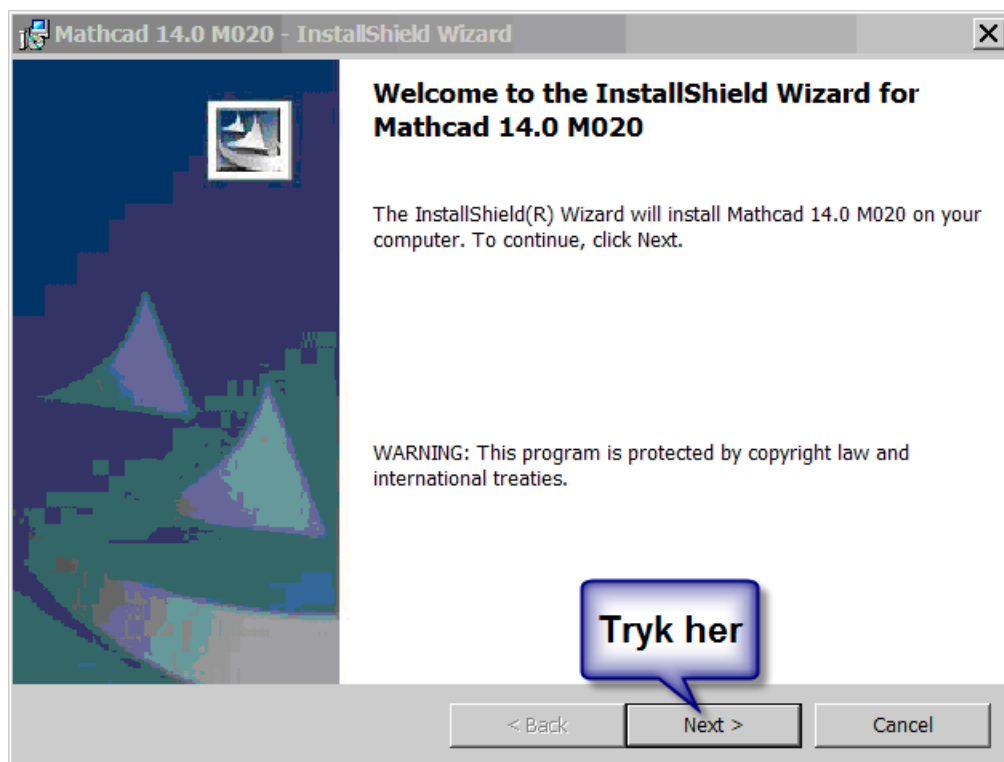 Mathcad 14.0 M020 - InstallShield Wizard
Welcome to the InstallShield Wizard for
Mathcad 14.0 M020
The InstallShield(R) Wizard will install Mathcad 14.0 M020 on your
computer. To continue, click Next.
WARNING: This program is protected by copyright law and
international treaties.
Tryk her
< Back
Next >
Cancel